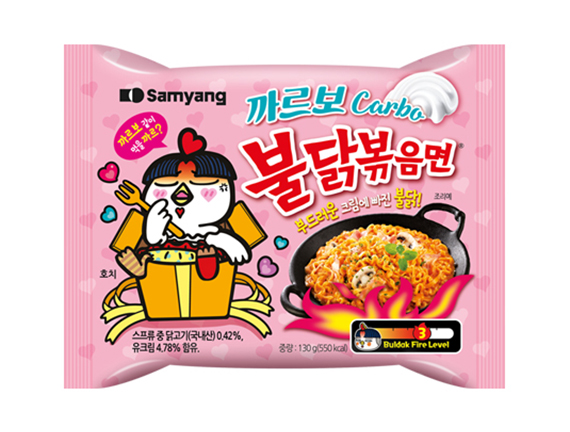 Samyang
까르보 Carbo
까르보 같이
먹을 까르?
불닭볶음면
부드러운 크림에 빠진 불닭!
조리예
호치
스프류 중 닭고기(국내산) 0.42%,
유크림 4.78% 함유.
중량 : 130 g (550 kcal)
3
Buldak Fire Level